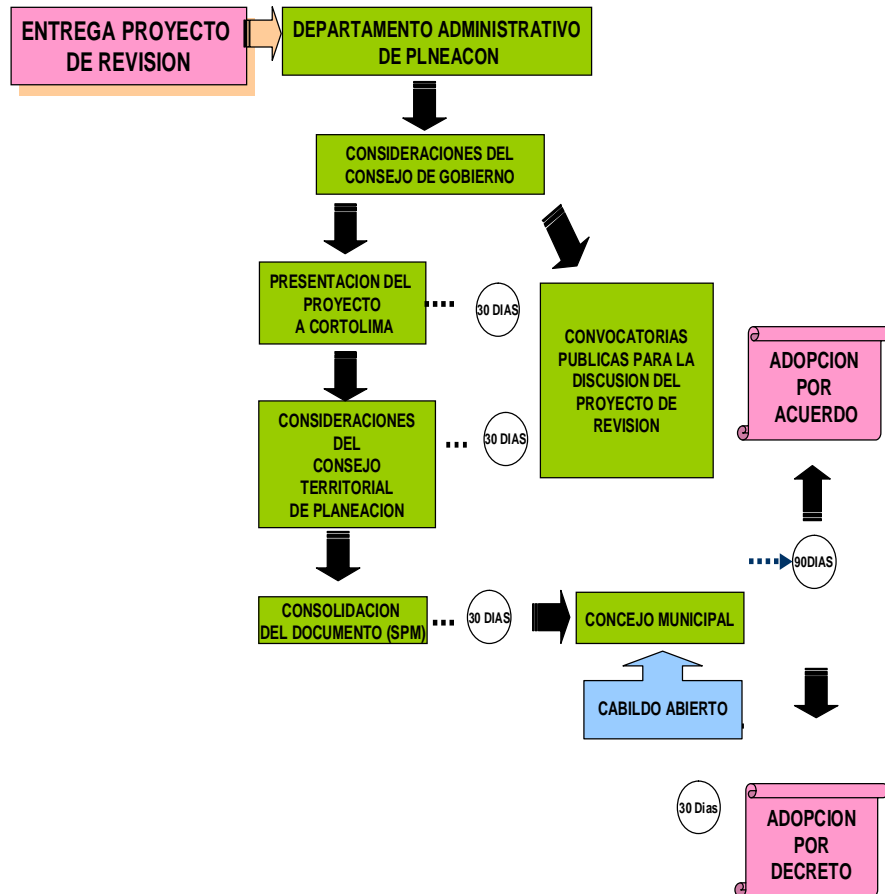 ENTREGA PROYECTO
DE REVISION
DEPARTAMENTO ADMINISTRATIVO
DE PLNEACON
CONSIDERACIONES DEL
CONSEJO DE GOBIERNO
PRESENTACION DEL
PROYECTO
A CORTOLIMA
30 DIAS
CONVOCATORIAS
PUBLICAS PARA LA
DISCUSION DEL
PROYECTO DE
REVISION
ADOPCION
POR
ACUERDO
CONSIDERACIONES
DEL
CONSEJO
TERRITORIAL
DE PLANEACION
30 DIAS
90DIAS
CONSOLIDACION
DEL DOCUMENTO (SPM)
30 DIAS
CONCEJO MUNICIPAL
CABILDO ABIERTO
30 Dias
ADOPCION
POR
DECRETO